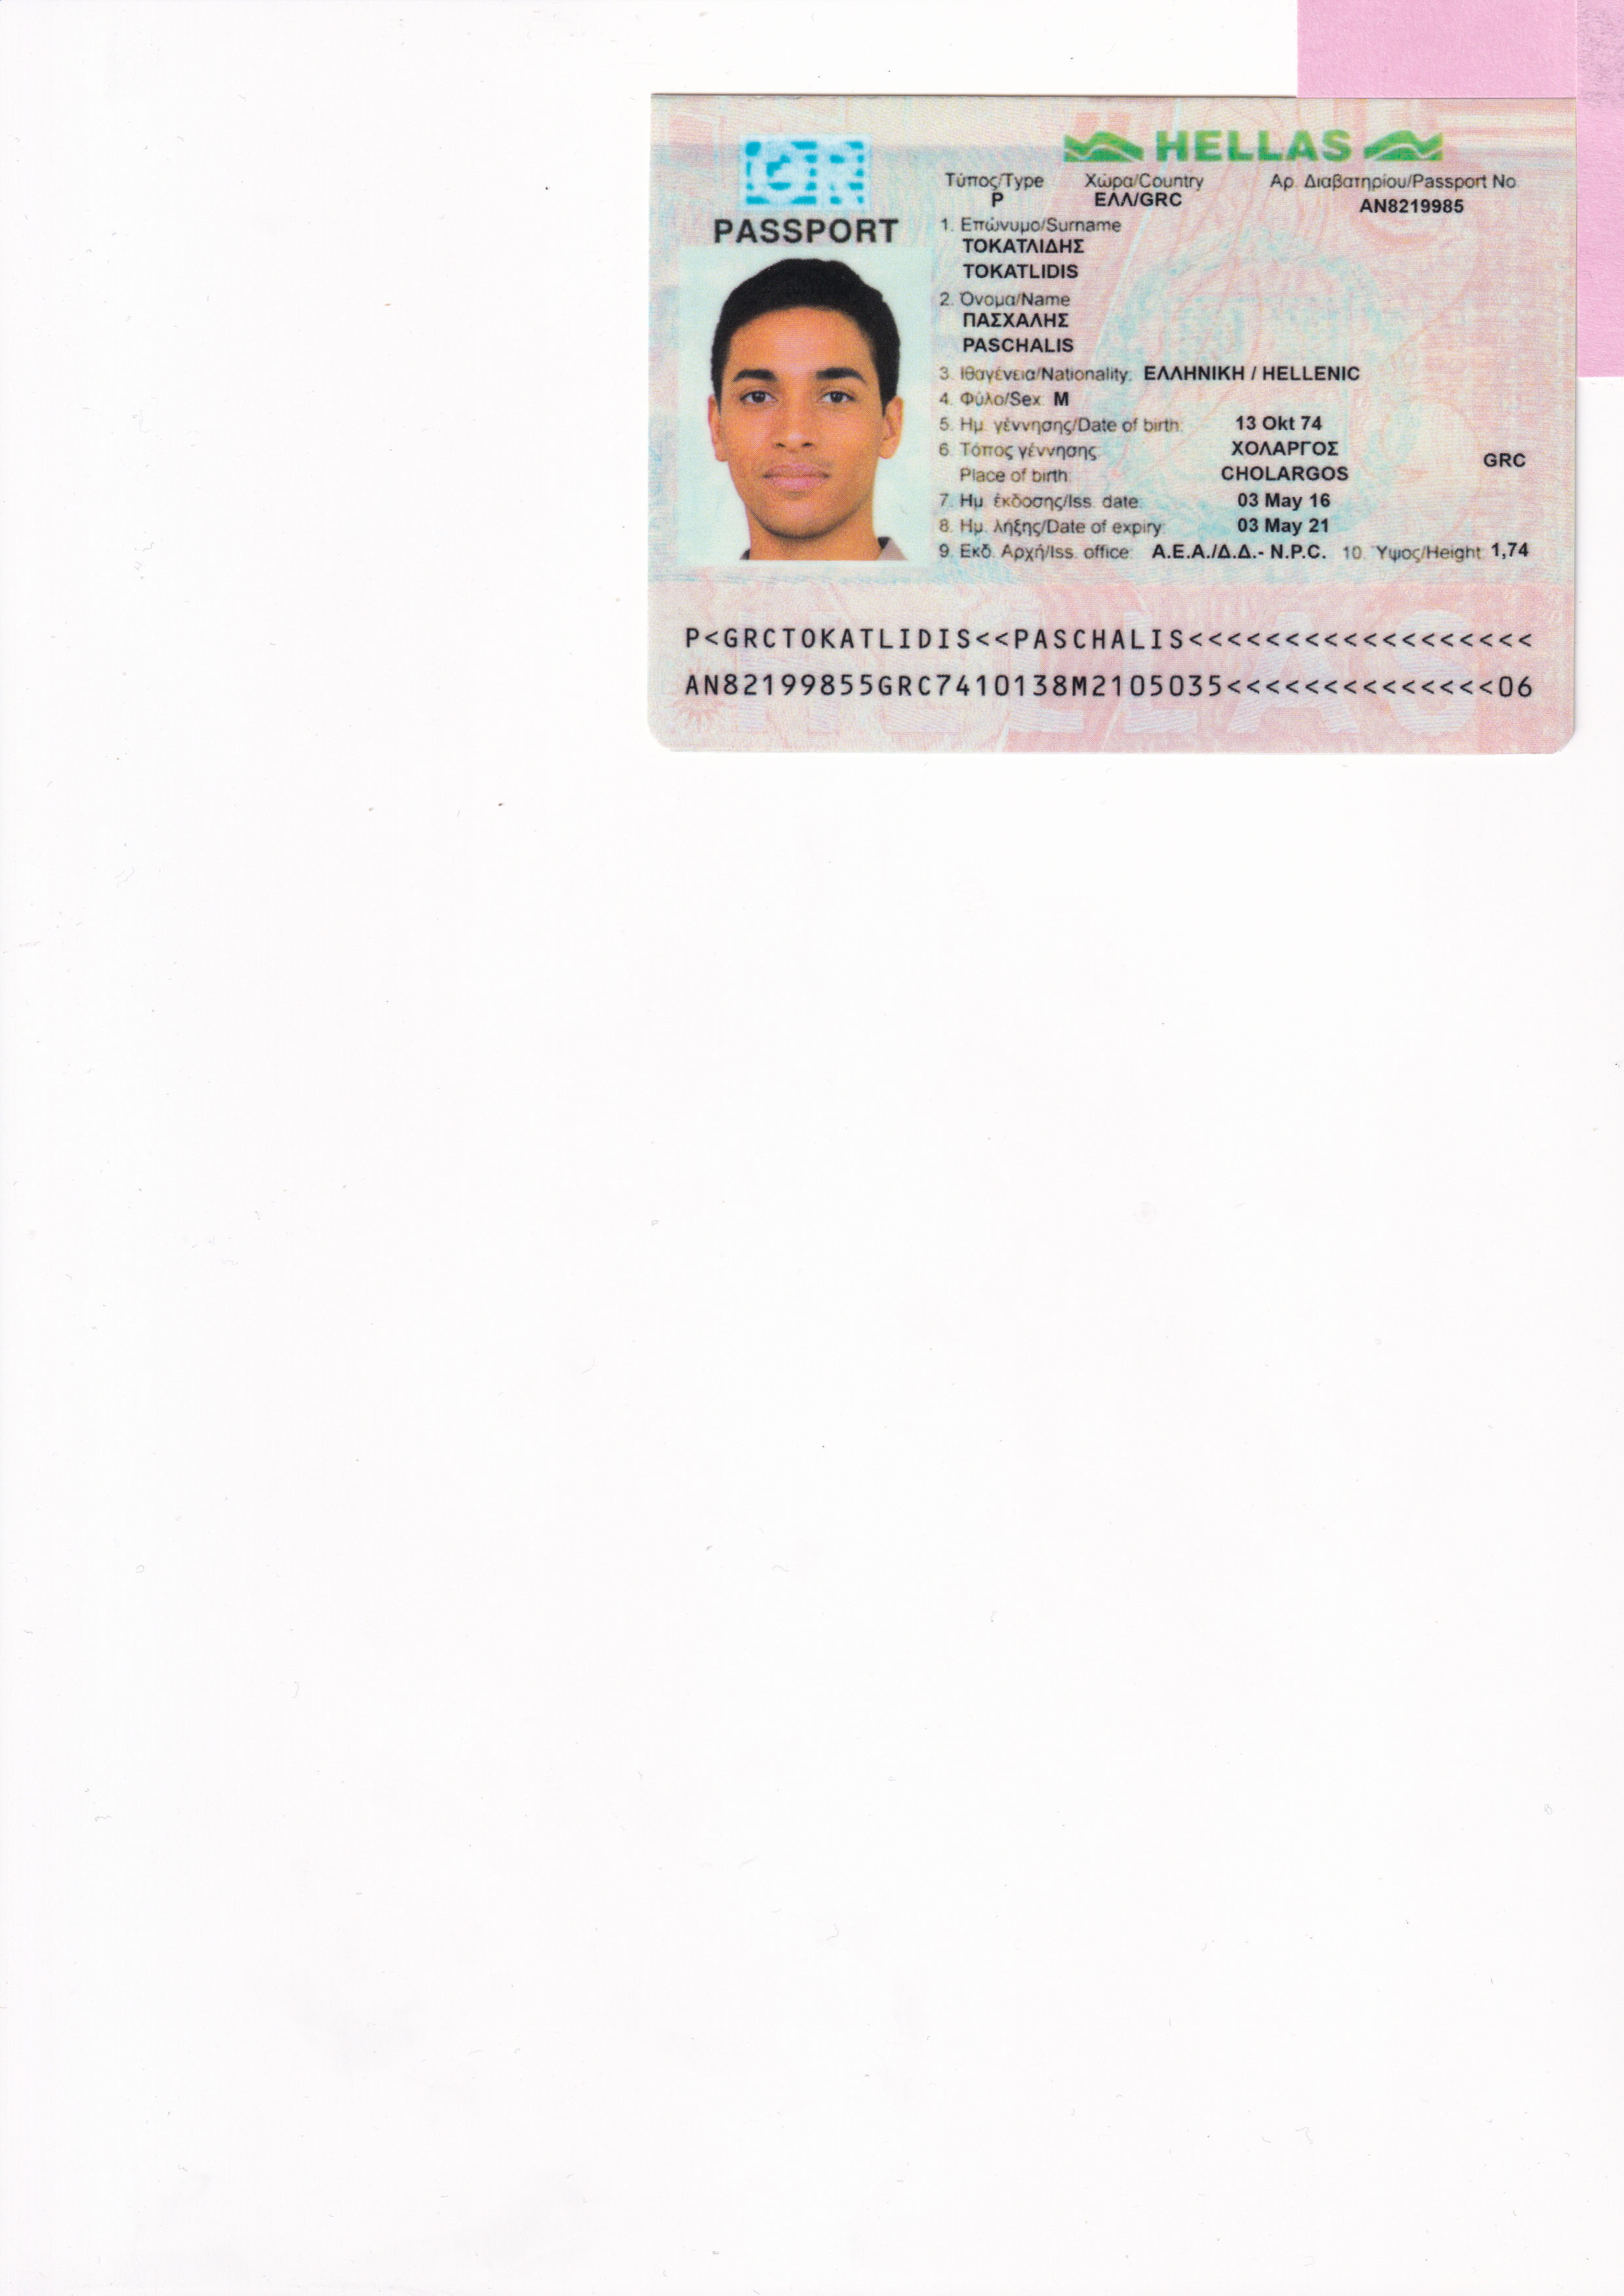 GR
HELLAS
PASSPORT
Τύπος/Type Χώρα/Country Αρ. Διαβατηρίου/Passport No
P ΕΛΛ/GRC AN8219985
1. Επώνυμο/Surname
ΤΟΚΑΤΛΙΔΗΣ
TOKATLIDIS
2. Όνομα/Name
ΠΑΣΧΑΛΗΣ
PASCHALIS
3. Ιθαγένεια/Nationality: ΕΛΛΗΝΙΚΗ / HELLENIC
4. Φύλο/Sex: M
5. Ημ. γέννησης/Date of birth: 13 Okt 74
6. Τόπος γέννησης: ΧΟΛΑΡΓΟΣ
Place of birth: CHOLARGOS GRC
7. Ημ. έκδοσης/Iss. date: 03 May 16
8. Ημ. λήξης/Date of expiry: 03 May 21
9. Εκδ. Αρχή/Iss. office: Α.Ε.Α./Δ.Δ.- N.P.C. 10. Ύψος/Height: 1,74
P<GRCTOKATLIDIS<<PASCHALIS<<<<<<<<<<<<<<<<<<
AN82199855GRC7410138M2105035<<<<<<<<<<<<<<06
HELLAS